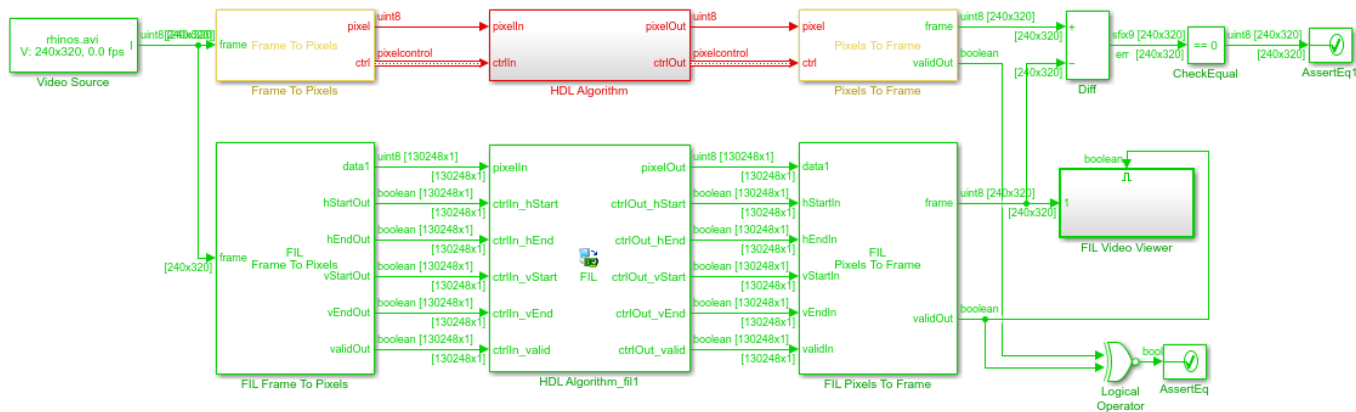 rhinos.avi
V: 240x320, 0.0 fps
I
Video Source
uint8 [240x320]
[240x320]
frame
Frame To Pixels
pixel
ctrl
Frame To Pixels
uint8
pixelcontrol
pixelIn
ctrlIn
pixelOut
ctrlOut
HDL Algorithm
uint8
pixelcontrol
pixel
ctrl
Pixels To Frame
frame
validOut
Pixels To Frame
uint8 [240x320]
[240x320]
boolean
[240x320]
+
−
Diff
sfix9 [240x320]
err
[240x320]
== 0
CheckEqual
uint8 [240x320]
[240x320]
AssertEq1
[240x320]
frame
FIL
Frame To Pixels
data1
hStartOut
hEndOut
vStartOut
vEndOut
validOut
FIL Frame To Pixels
uint8 [130248x1]
[130248x1]
boolean [130248x1]
[130248x1]
boolean [130248x1]
[130248x1]
boolean [130248x1]
[130248x1]
boolean [130248x1]
[130248x1]
boolean [130248x1]
[130248x1]
pixelIn
ctrlIn_hStart
ctrlIn_hEnd
ctrlIn_vStart
ctrlIn_vEnd
ctrlIn_valid
FIL
pixelOut
ctrlOut_hStart
ctrlOut_hEnd
ctrlOut_vStart
ctrlOut_vEnd
ctrlOut_valid
HDL Algorithm_fil1
uint8 [130248x1]
[130248x1]
boolean [130248x1]
[130248x1]
boolean [130248x1]
[130248x1]
boolean [130248x1]
[130248x1]
boolean [130248x1]
[130248x1]
boolean [130248x1]
[130248x1]
data1
hStartIn
hEndIn
vStartIn
vEndIn
validIn
FIL
Pixels To Frame
frame
validOut
FIL Pixels To Frame
uint8 [240x320]
[240x320]
boolean
boolean
1
FIL Video Viewer
Logical
Operator
bool
AssertEq